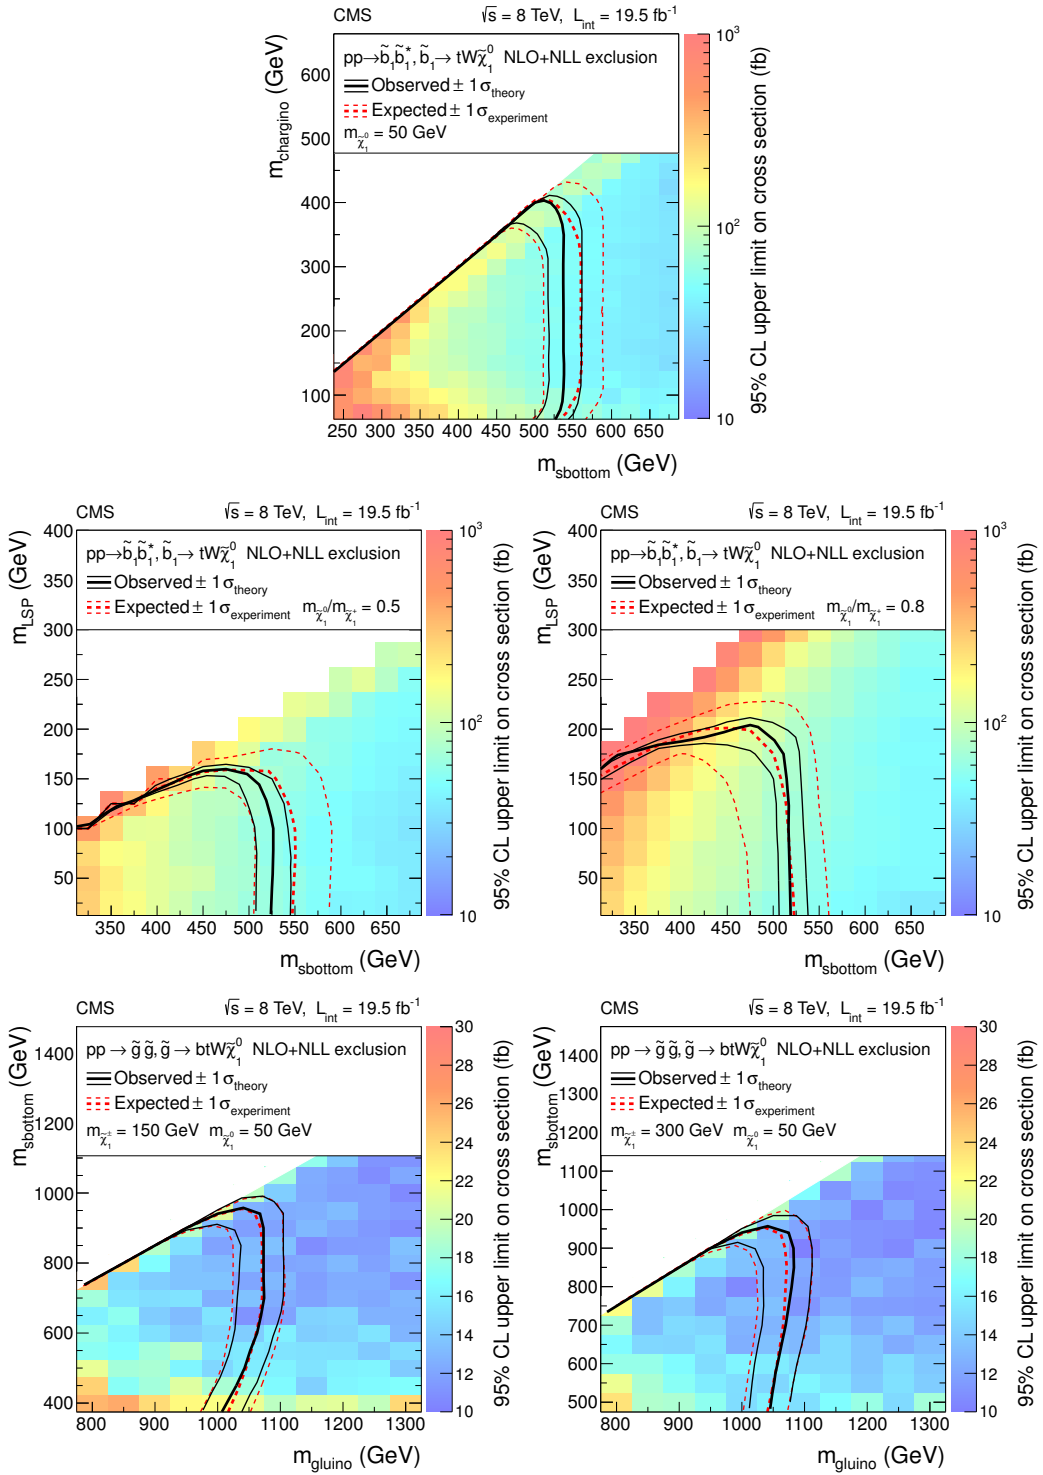 CMS √s = 8 TeV, L_int = 19.5 fb⁻¹
pp→b̃₁b̃₁*, b̃₁→ tWχ̃₁⁰ NLO+NLL exclusion
Observed ± 1σ_theory
Expected ± 1σ_experiment
m_χ̃₁⁰ = 50 GeV
m_chargino (GeV)
600
500
400
300
200
100
250 300 350 400 450 500 550 600 650
m_sbottom (GeV)
10³
10²
10
95% CL upper limit on cross section (fb)
CMS √s = 8 TeV, L_int = 19.5 fb⁻¹
pp→b̃₁b̃₁*, b̃₁→ tWχ̃₁⁰ NLO+NLL exclusion
Observed ± 1σ_theory
Expected ± 1σ_experiment m_χ̃₁⁰/m_χ̃₁⁺ = 0.5
m_LSP (GeV)
400
350
300
250
200
150
100
50
350 400 450 500 550 600 650
m_sbottom (GeV)
10³
10²
10
95% CL upper limit on cross section (fb)
CMS √s = 8 TeV, L_int = 19.5 fb⁻¹
pp→b̃₁b̃₁*, b̃₁→ tWχ̃₁⁰ NLO+NLL exclusion
Observed ± 1σ_theory
Expected ± 1σ_experiment m_χ̃₁⁰/m_χ̃₁⁺ = 0.8
m_LSP (GeV)
400
350
300
250
200
150
100
50
350 400 450 500 550 600 650
m_sbottom (GeV)
10³
10²
10
95% CL upper limit on cross section (fb)
CMS √s = 8 TeV, L_int = 19.5 fb⁻¹
pp → g̃ g̃, g̃ → btWχ̃₁⁰ NLO+NLL exclusion
Observed ± 1σ_theory
Expected ± 1σ_experiment
m_χ̃₁± = 150 GeV m_χ̃₁⁰ = 50 GeV
m_sbottom (GeV)
1400
1200
1000
800
600
400
800 900 1000 1100 1200 1300
m_gluino (GeV)
30
28
26
24
22
20
18
16
14
12
10
95% CL upper limit on cross section (fb)
CMS √s = 8 TeV, L_int = 19.5 fb⁻¹
pp → g̃ g̃, g̃ → btWχ̃₁⁰ NLO+NLL exclusion
Observed ± 1σ_theory
Expected ± 1σ_experiment
m_χ̃₁± = 300 GeV m_χ̃₁⁰ = 50 GeV
m_sbottom (GeV)
1400
1300
1200
1100
1000
900
800
700
600
500
800 900 1000 1100 1200 1300
m_gluino (GeV)
30
28
26
24
22
20
18
16
14
12
10
95% CL upper limit on cross section (fb)